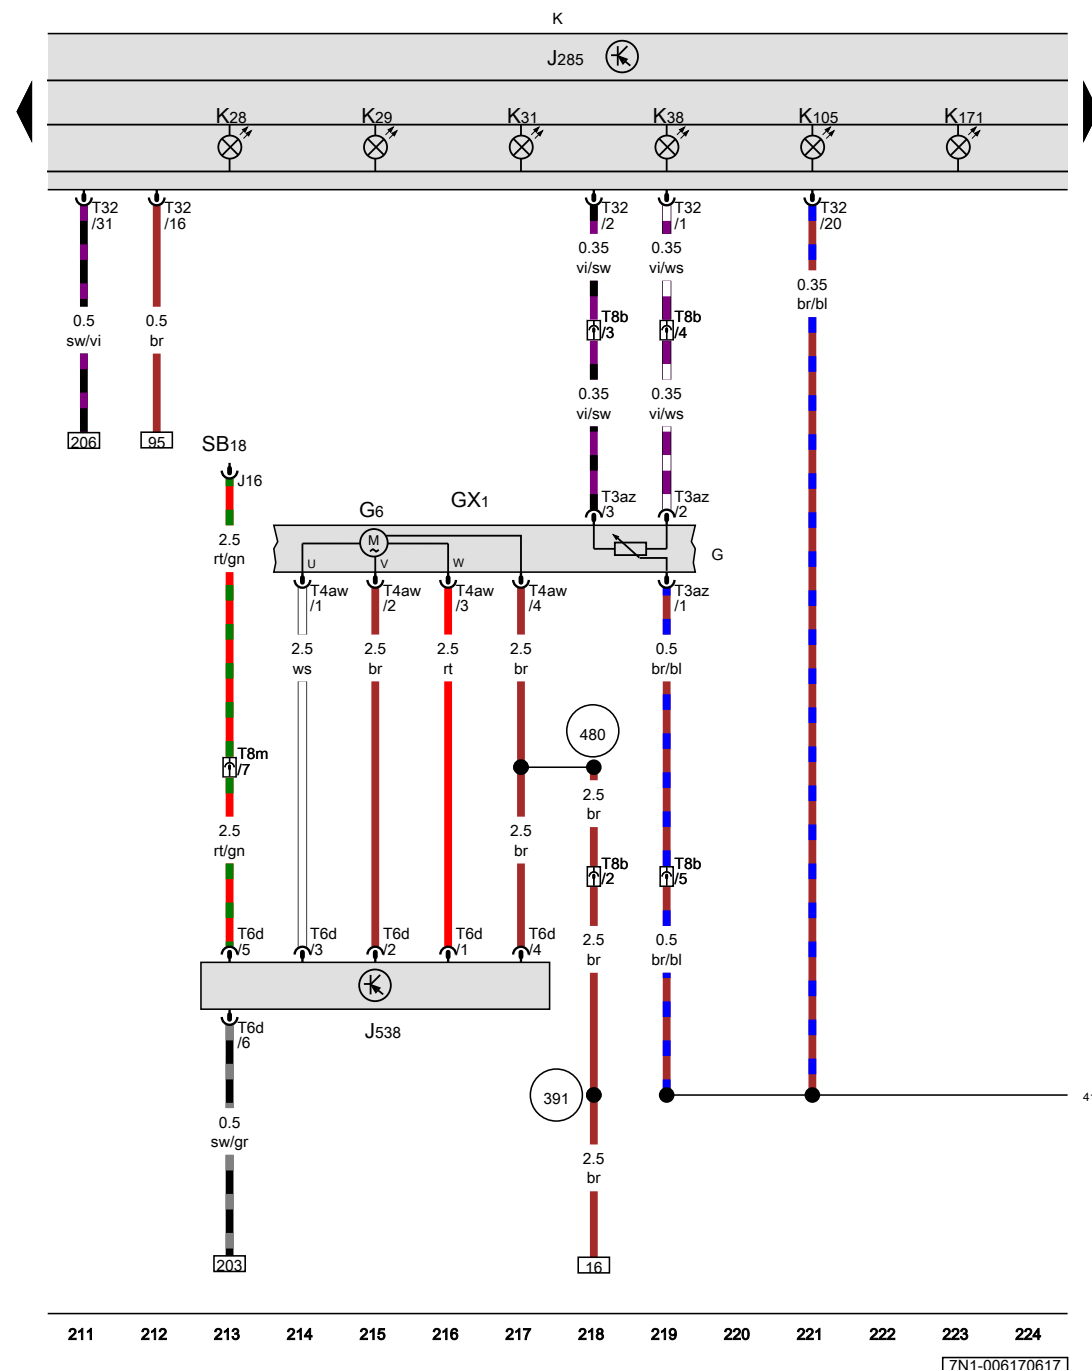 K
J285
K28 K29 K31 K38 K105 K171
T32 T32 T32 T32 T32
/31 /16 /2 /1 /20
0.35 0.35 0.35
vi/sw vi/ws br/bl
0.5 0.5 T8b T8b
sw/vi br /3 /4
0.35 0.35
vi/sw vi/ws
206 95 SB18
J16
G6 GX1 T3az T3az
/3 /2
2.5 M G
rt/gn ~ U V W
T4aw T4aw T4aw T4aw T3az
/1 /2 /3 /4 /1
2.5 2.5 2.5 2.5 0.5
ws br rt br br/bl
480
T8m
/7
2.5
br
2.5 2.5
rt/gn br
T8b T8b
/2 /5
T6d T6d T6d T6d T6d
/5 /3 /2 /1 /4
2.5 0.5
br br/bl
J538
T6d
/6
391
0.5
sw/gr
2.5
br
203 16
211 212 213 214 215 216 217 218 219 220 221 222 223 224
7N1-006170617